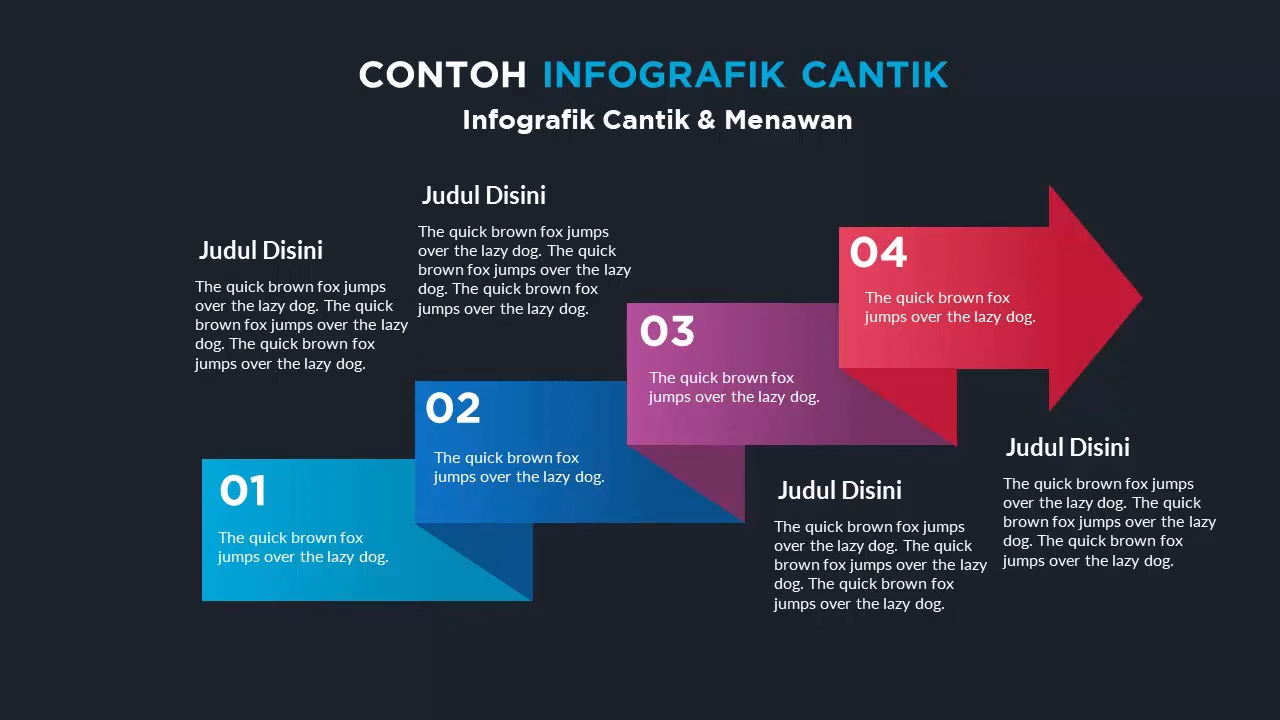 CONTOH INFOGRAFIK CANTIK
Infografik Cantik & Menawan
Judul Disini
The quick brown fox jumps
over the lazy dog. The quick
brown fox jumps over the lazy
dog. The quick brown fox
jumps over the lazy dog.
Judul Disini
The quick brown fox jumps
over the lazy dog. The quick
brown fox jumps over the lazy
dog. The quick brown fox
jumps over the lazy dog.
01
The quick brown fox
jumps over the lazy dog.
02
The quick brown fox
jumps over the lazy dog.
03
The quick brown fox
jumps over the lazy dog.
04
The quick brown fox
jumps over the lazy dog.
Judul Disini
The quick brown fox jumps
over the lazy dog. The quick
brown fox jumps over the lazy
dog. The quick brown fox
jumps over the lazy dog.
Judul Disini
The quick brown fox jumps
over the lazy dog. The quick
brown fox jumps over the lazy
dog. The quick brown fox
jumps over the lazy dog.